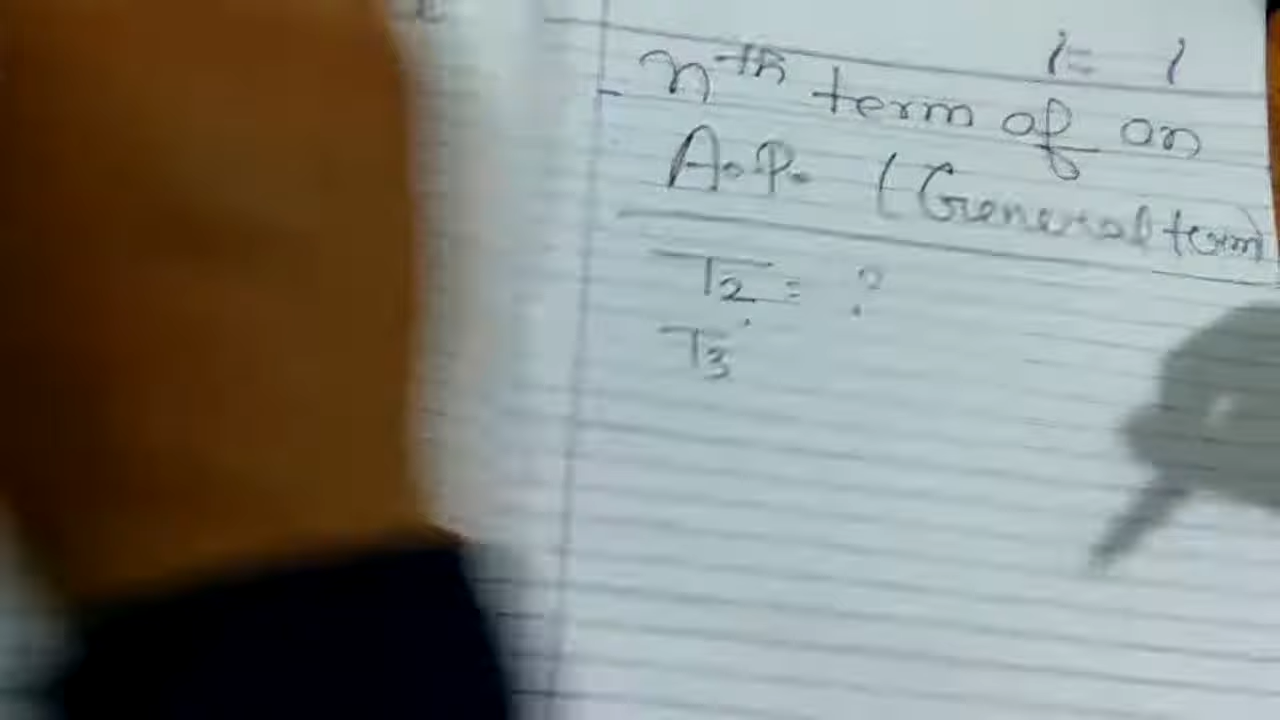 i= 1
nth term of an
A.P. (General term)
T2 = ?
T3